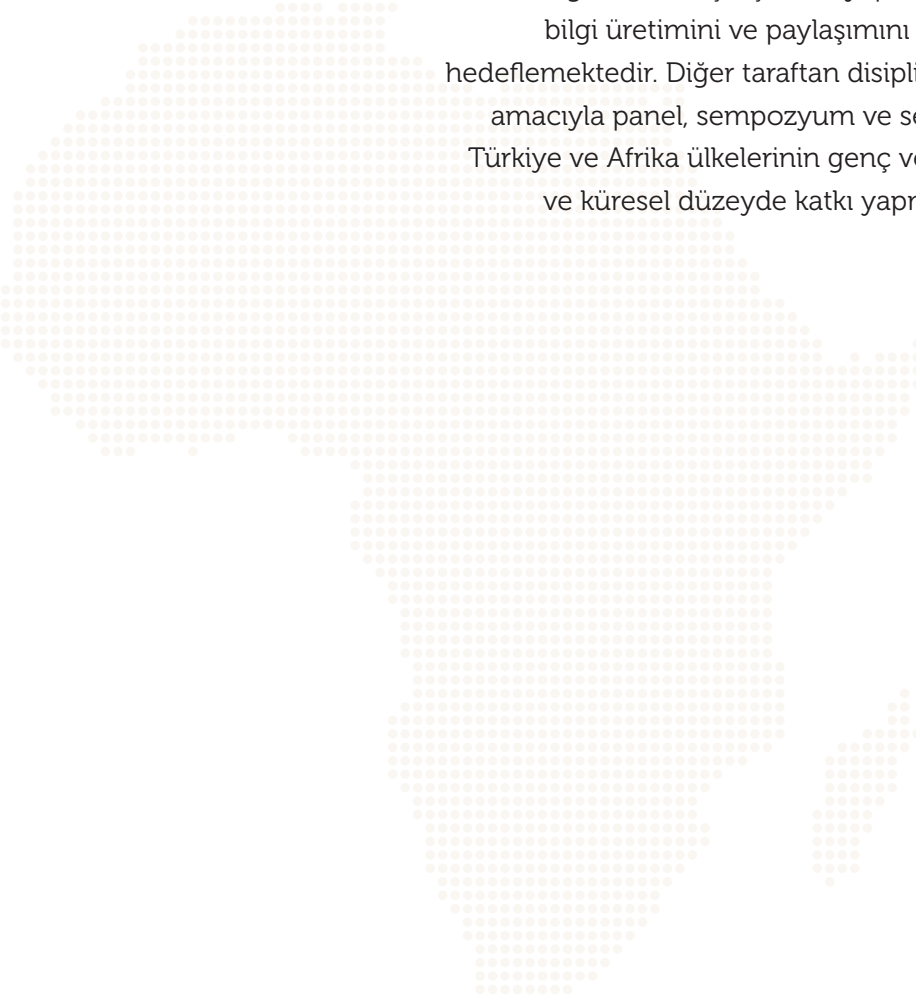 bilgi üretimini ve paylaşımını
hedeflemektedir. Diğer taraftan
amacıyla panel, sempozyum ve
Türkiye ve Afrika ülkelerinin genç
ve küresel düzeyde katkı